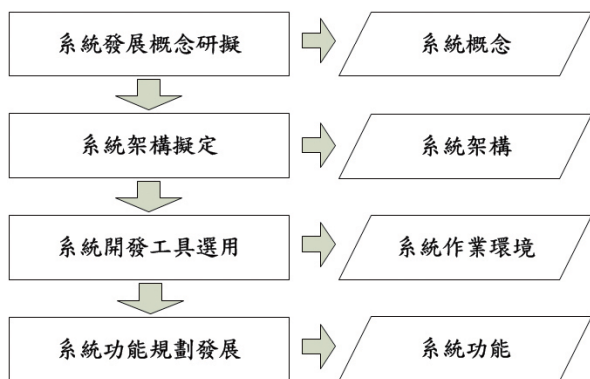 系統發展概念研擬
系統概念
系統架構擬定
系統架構
系統開發工具選用
系統作業環境
系統功能規劃發展
系統功能